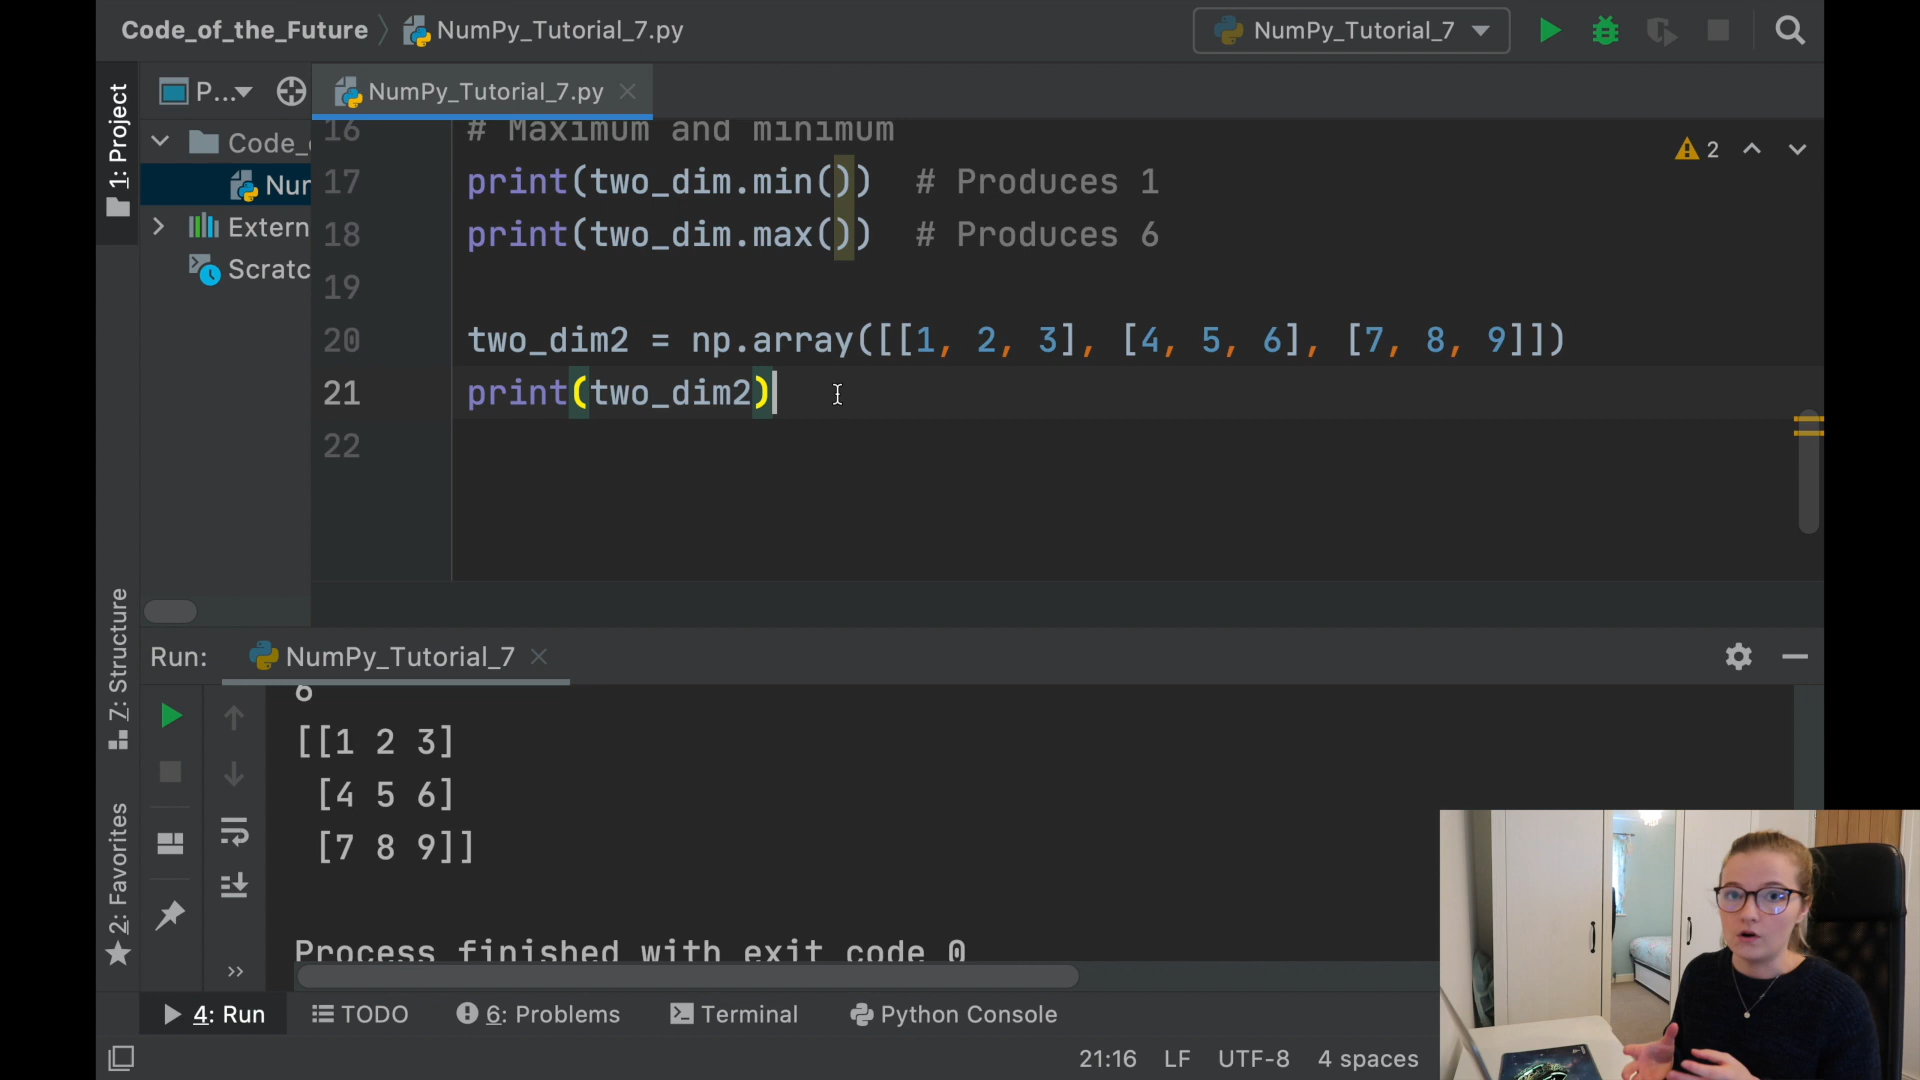 Code_of_the_Future
NumPy_Tutorial_7.py
NumPy_Tutorial_7
1: Project
P...
NumPy_Tutorial_7.py
Code_
Nur
Extern
Scratc
16 # Maximum and minimum
17 print(two_dim.min()) # Produces 1
18 print(two_dim.max()) # Produces 6
19
20 two_dim2 = np.array([[1, 2, 3], [4, 5, 6], [7, 8, 9]])
21 print(two_dim2)
22
2
7: Structure
2: Favorites
Run: NumPy_Tutorial_7
6
[[1 2 3]
[4 5 6]
[7 8 9]]
Process finished with exit code 0
4: Run
TODO
6: Problems
Terminal
Python Console
21:16 LF UTF-8 4 spaces